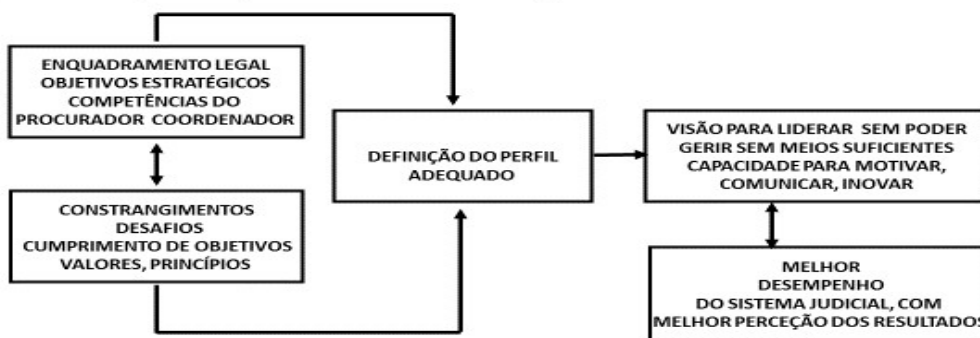 ENQUADRAMENTO LEGAL
OBJETIVOS ESTRATÉGICOS
COMPETÊNCIAS DO
PROCURADOR COORDENADOR
CONSTRANGIMENTOS
DESAFIOS
CUMPRIMENTO DE OBJETIVOS
VALORES, PRINCÍPIOS
DEFINIÇÃO DO PERFIL
ADEQUADO
VISÃO PARA LIDERAR SEM PODER
GERIR SEM MEIOS SUFICIENTES
CAPACIDADE PARA MOTIVAR,
COMUNICAR, INOVAR
MELHOR
DESEMPENHO
DO SISTEMA JUDICIAL, COM
MELHOR PERCEÇÃO DOS RESULTADOS